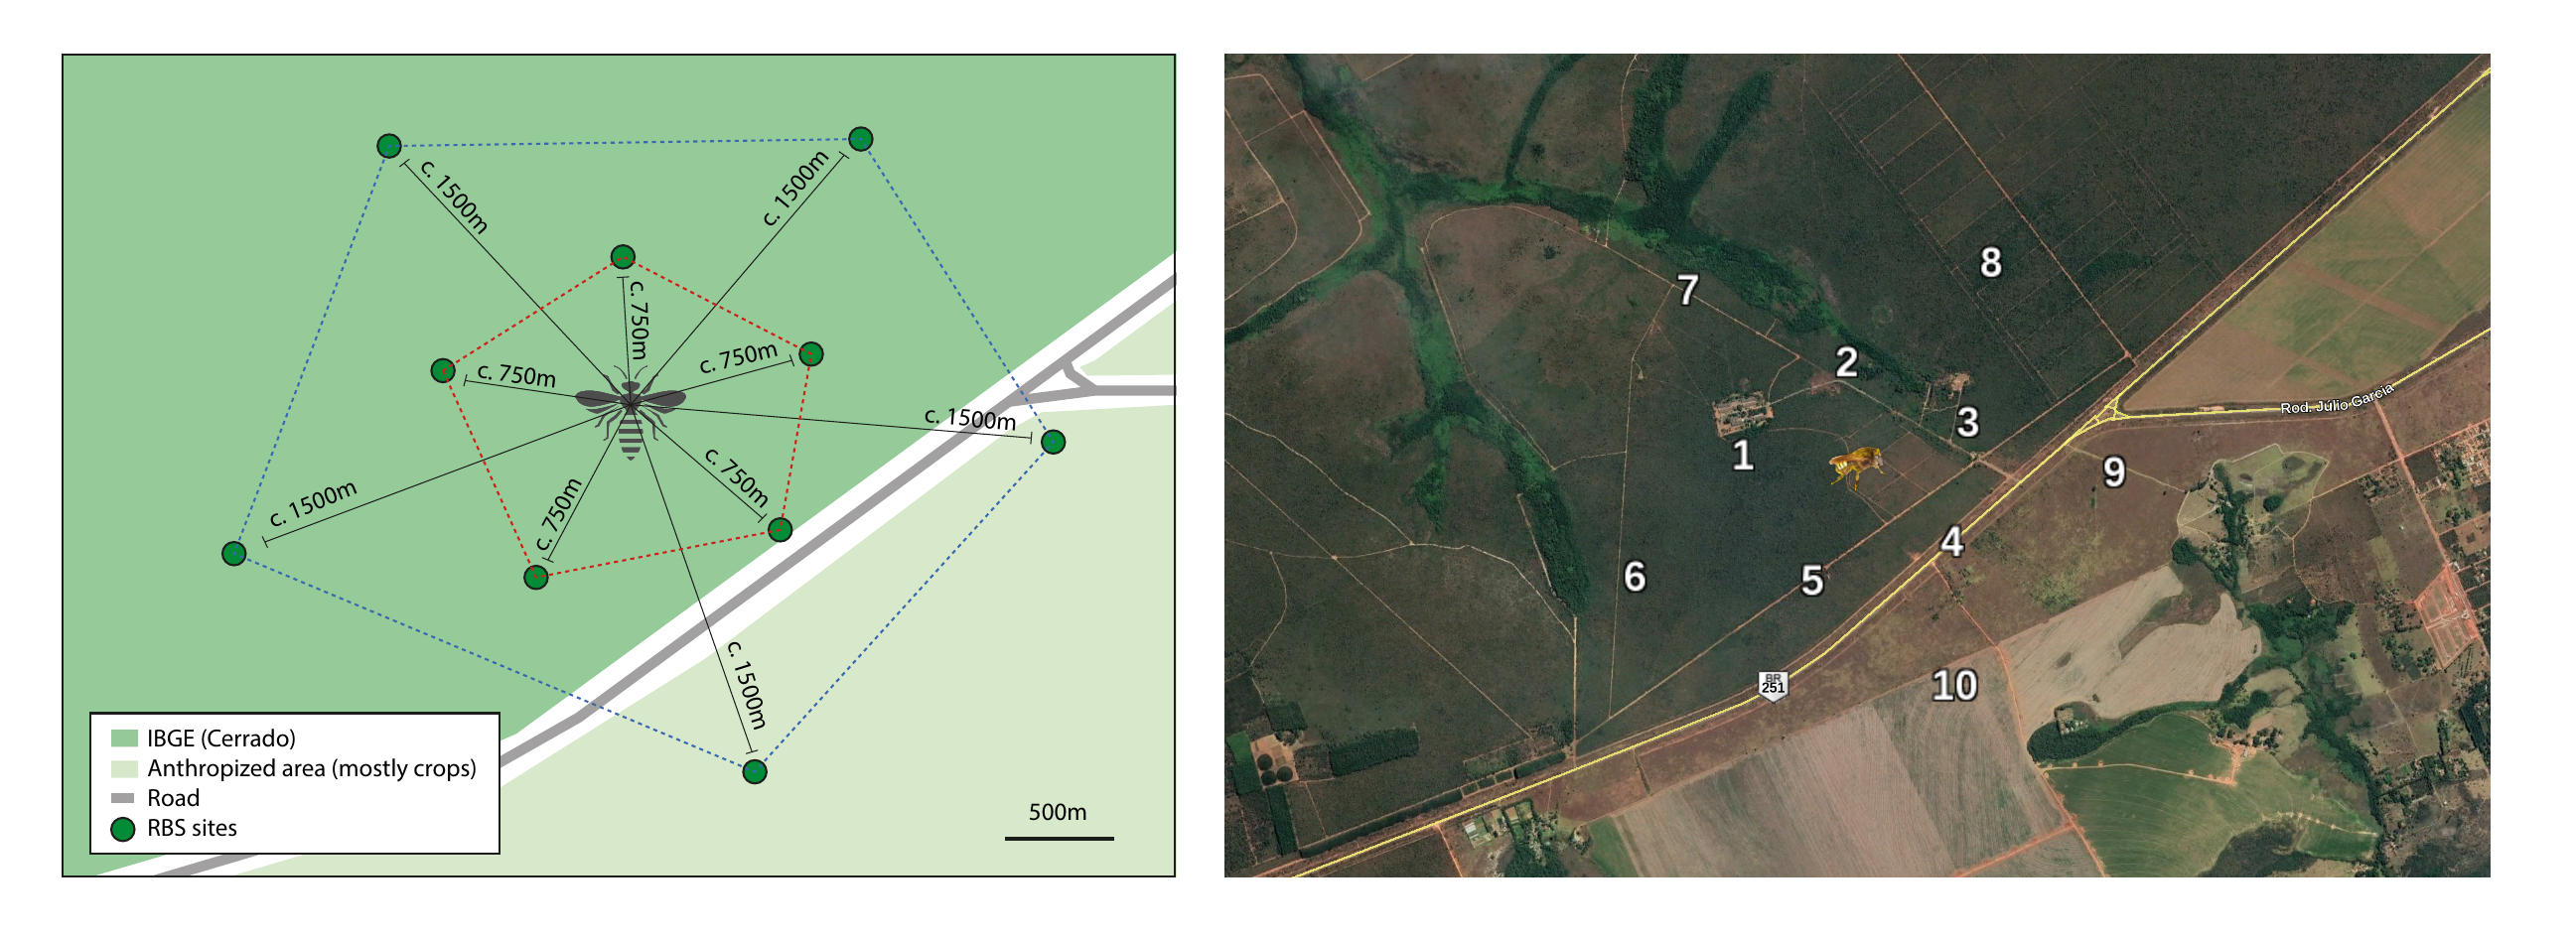 c. 1500m
c. 1500m
c. 750m
c. 750m
c. 750m
c. 1500m
c. 750m
c. 750m
c. 1500m
c. 1500m
IBGE (Cerrado)
Anthropized area (mostly crops)
Road
RBS sites
500m
8
7
2
Rod. Júlio Garcia
3
1
9
4
5
6
10
BR
251